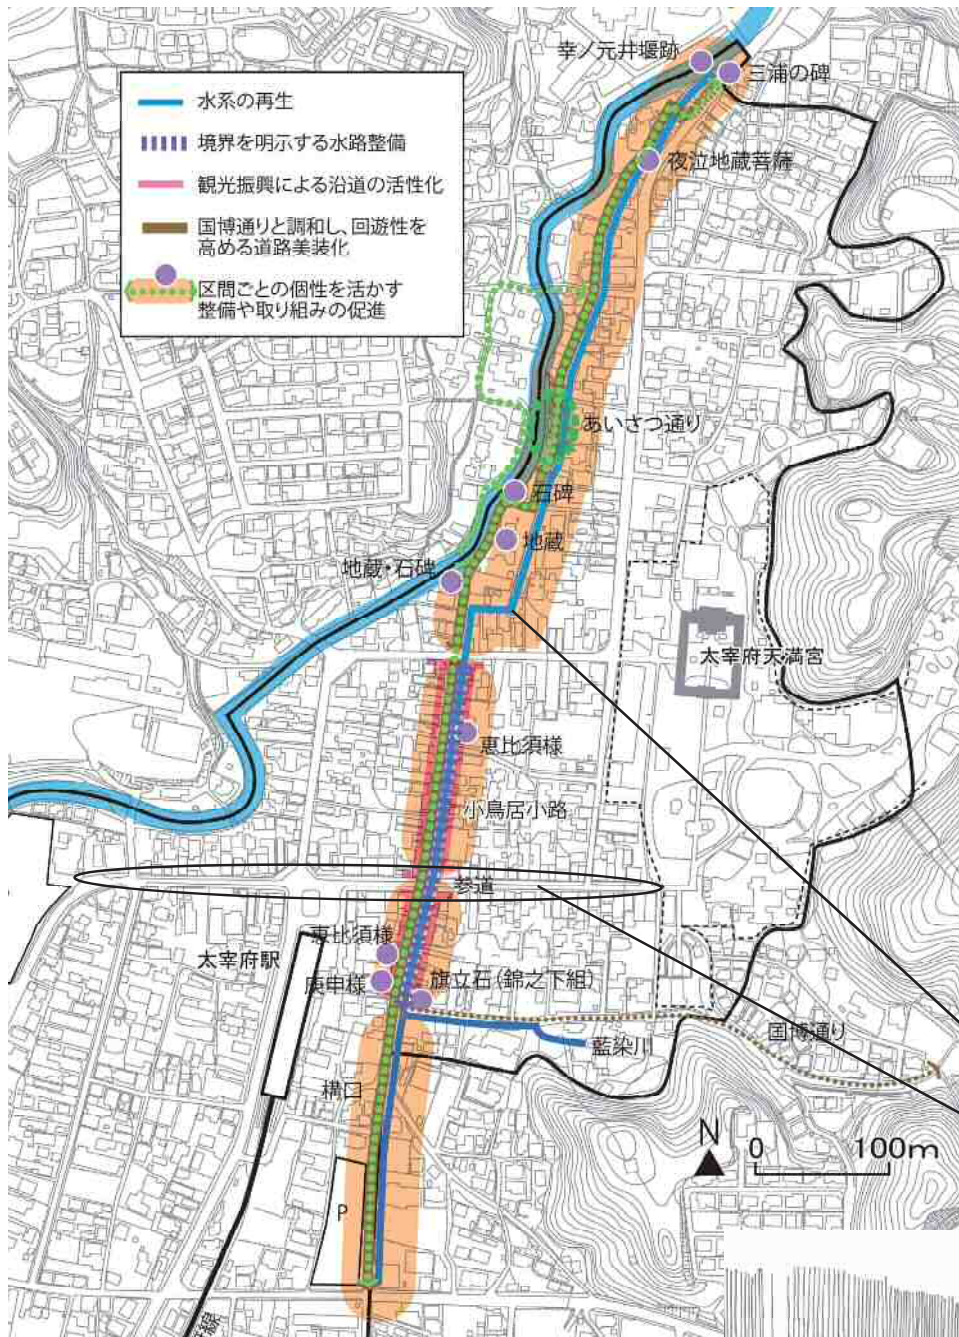 幸ノ元井堰跡
三浦の碑
水系の再生
境界を明示する水路整備
観光振興による沿道の活性化
国博通りと調和し、回遊性を
高める道路美装化
区間ごとの個性を活かす
整備や取り組みの促進
夜泣地蔵菩薩
あいさつ通り
石碑
地蔵
地蔵・石碑
太宰府天満宮
恵比須様
小鳥居小路
参道
恵比須様
太宰府駅
庚申様
旗立石（錦之下組）
国博通り
藍染川
構口
N
0 100m
P
線